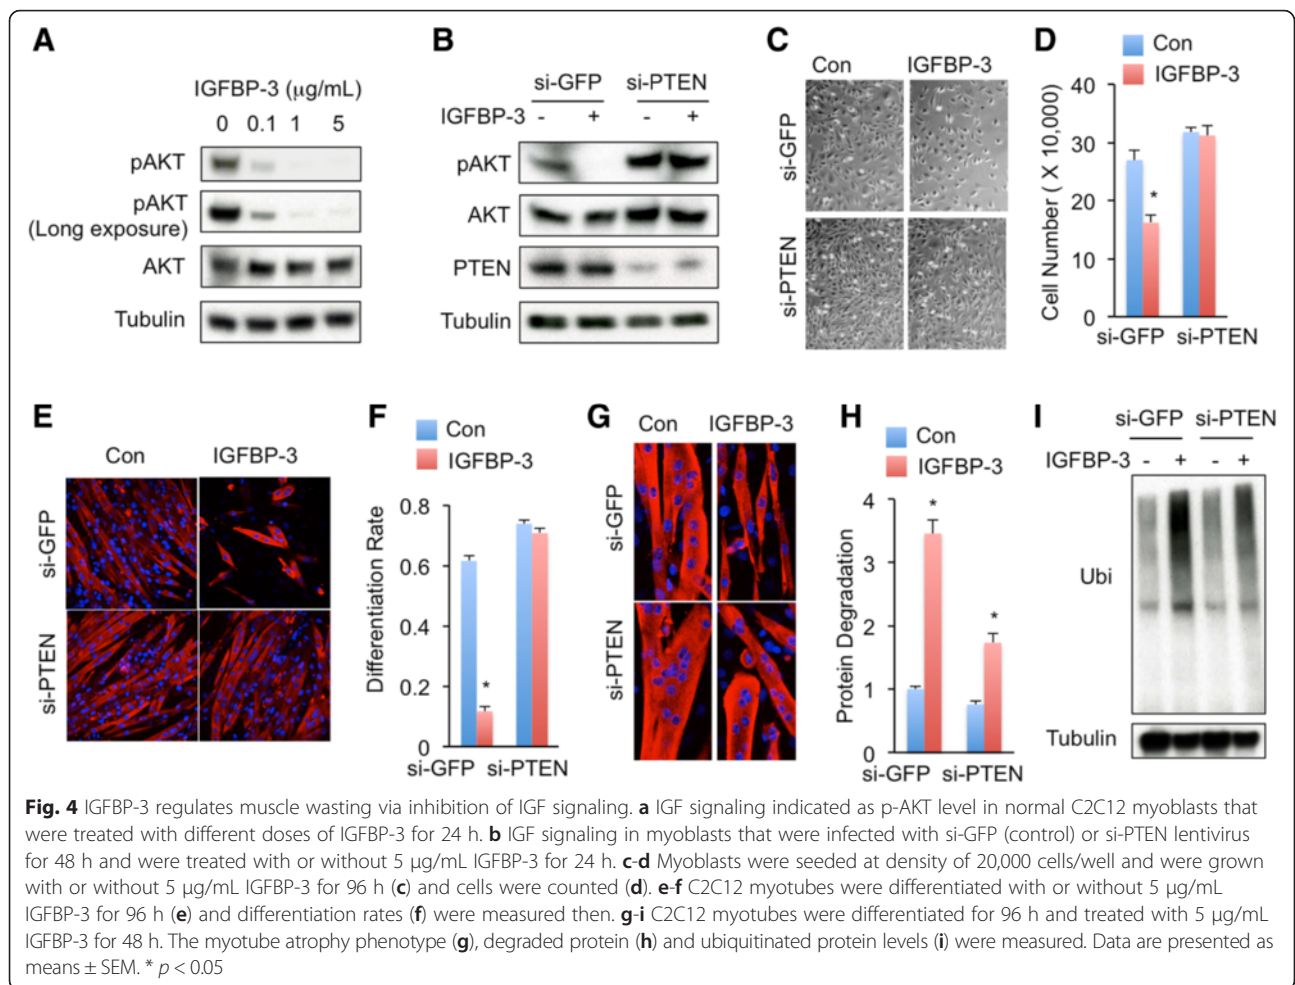 A
IGFBP-3 (μg/mL)
0 0.1 1 5
pAKT
pAKT
(Long exposure)
AKT
Tubulin
B
si-GFP si-PTEN
IGFBP-3 - + - +
pAKT
AKT
PTEN
Tubulin
C
Con IGFBP-3
si-GFP
si-PTEN
D
Con
IGFBP-3
Cell Number ( X 10,000)
40
30
20
10
0
*
si-GFP si-PTEN
E
Con IGFBP-3
si-GFP
si-PTEN
F
Con
IGFBP-3
Differentiation Rate
0.8
0.6
0.4
0.2
0
*
si-GFP si-PTEN
G
Con IGFBP-3
si-GFP
si-PTEN
H
Con
IGFBP-3
Protein Degradation
4
3
2
1
0
*
*
si-GFP si-PTEN
I
si-GFP si-PTEN
IGFBP-3 - + - +
Ubi
Tubulin
Fig. 4 IGFBP-3 regulates muscle wasting via inhibition of IGF signaling. a IGF signaling indicated as p-AKT level in normal C2C12 myoblasts that
were treated with different doses of IGFBP-3 for 24 h. b IGF signaling in myoblasts that were infected with si-GFP (control) or si-PTEN lentivirus
for 48 h and were treated with or without 5 μg/mL IGFBP-3 for 24 h. c-d Myoblasts were seeded at density of 20,000 cells/well and were grown
with or without 5 μg/mL IGFBP-3 for 96 h (c) and cells were counted (d). e-f C2C12 myotubes were differentiated with or without 5 μg/mL
IGFBP-3 for 96 h (e) and differentiation rates (f) were measured then. g-i C2C12 myotubes were differentiated for 96 h and treated with 5 μg/mL
IGFBP-3 for 48 h. The myotube atrophy phenotype (g), degraded protein (h) and ubiquitinated protein levels (i) were measured. Data are presented as
means ± SEM. * p < 0.05